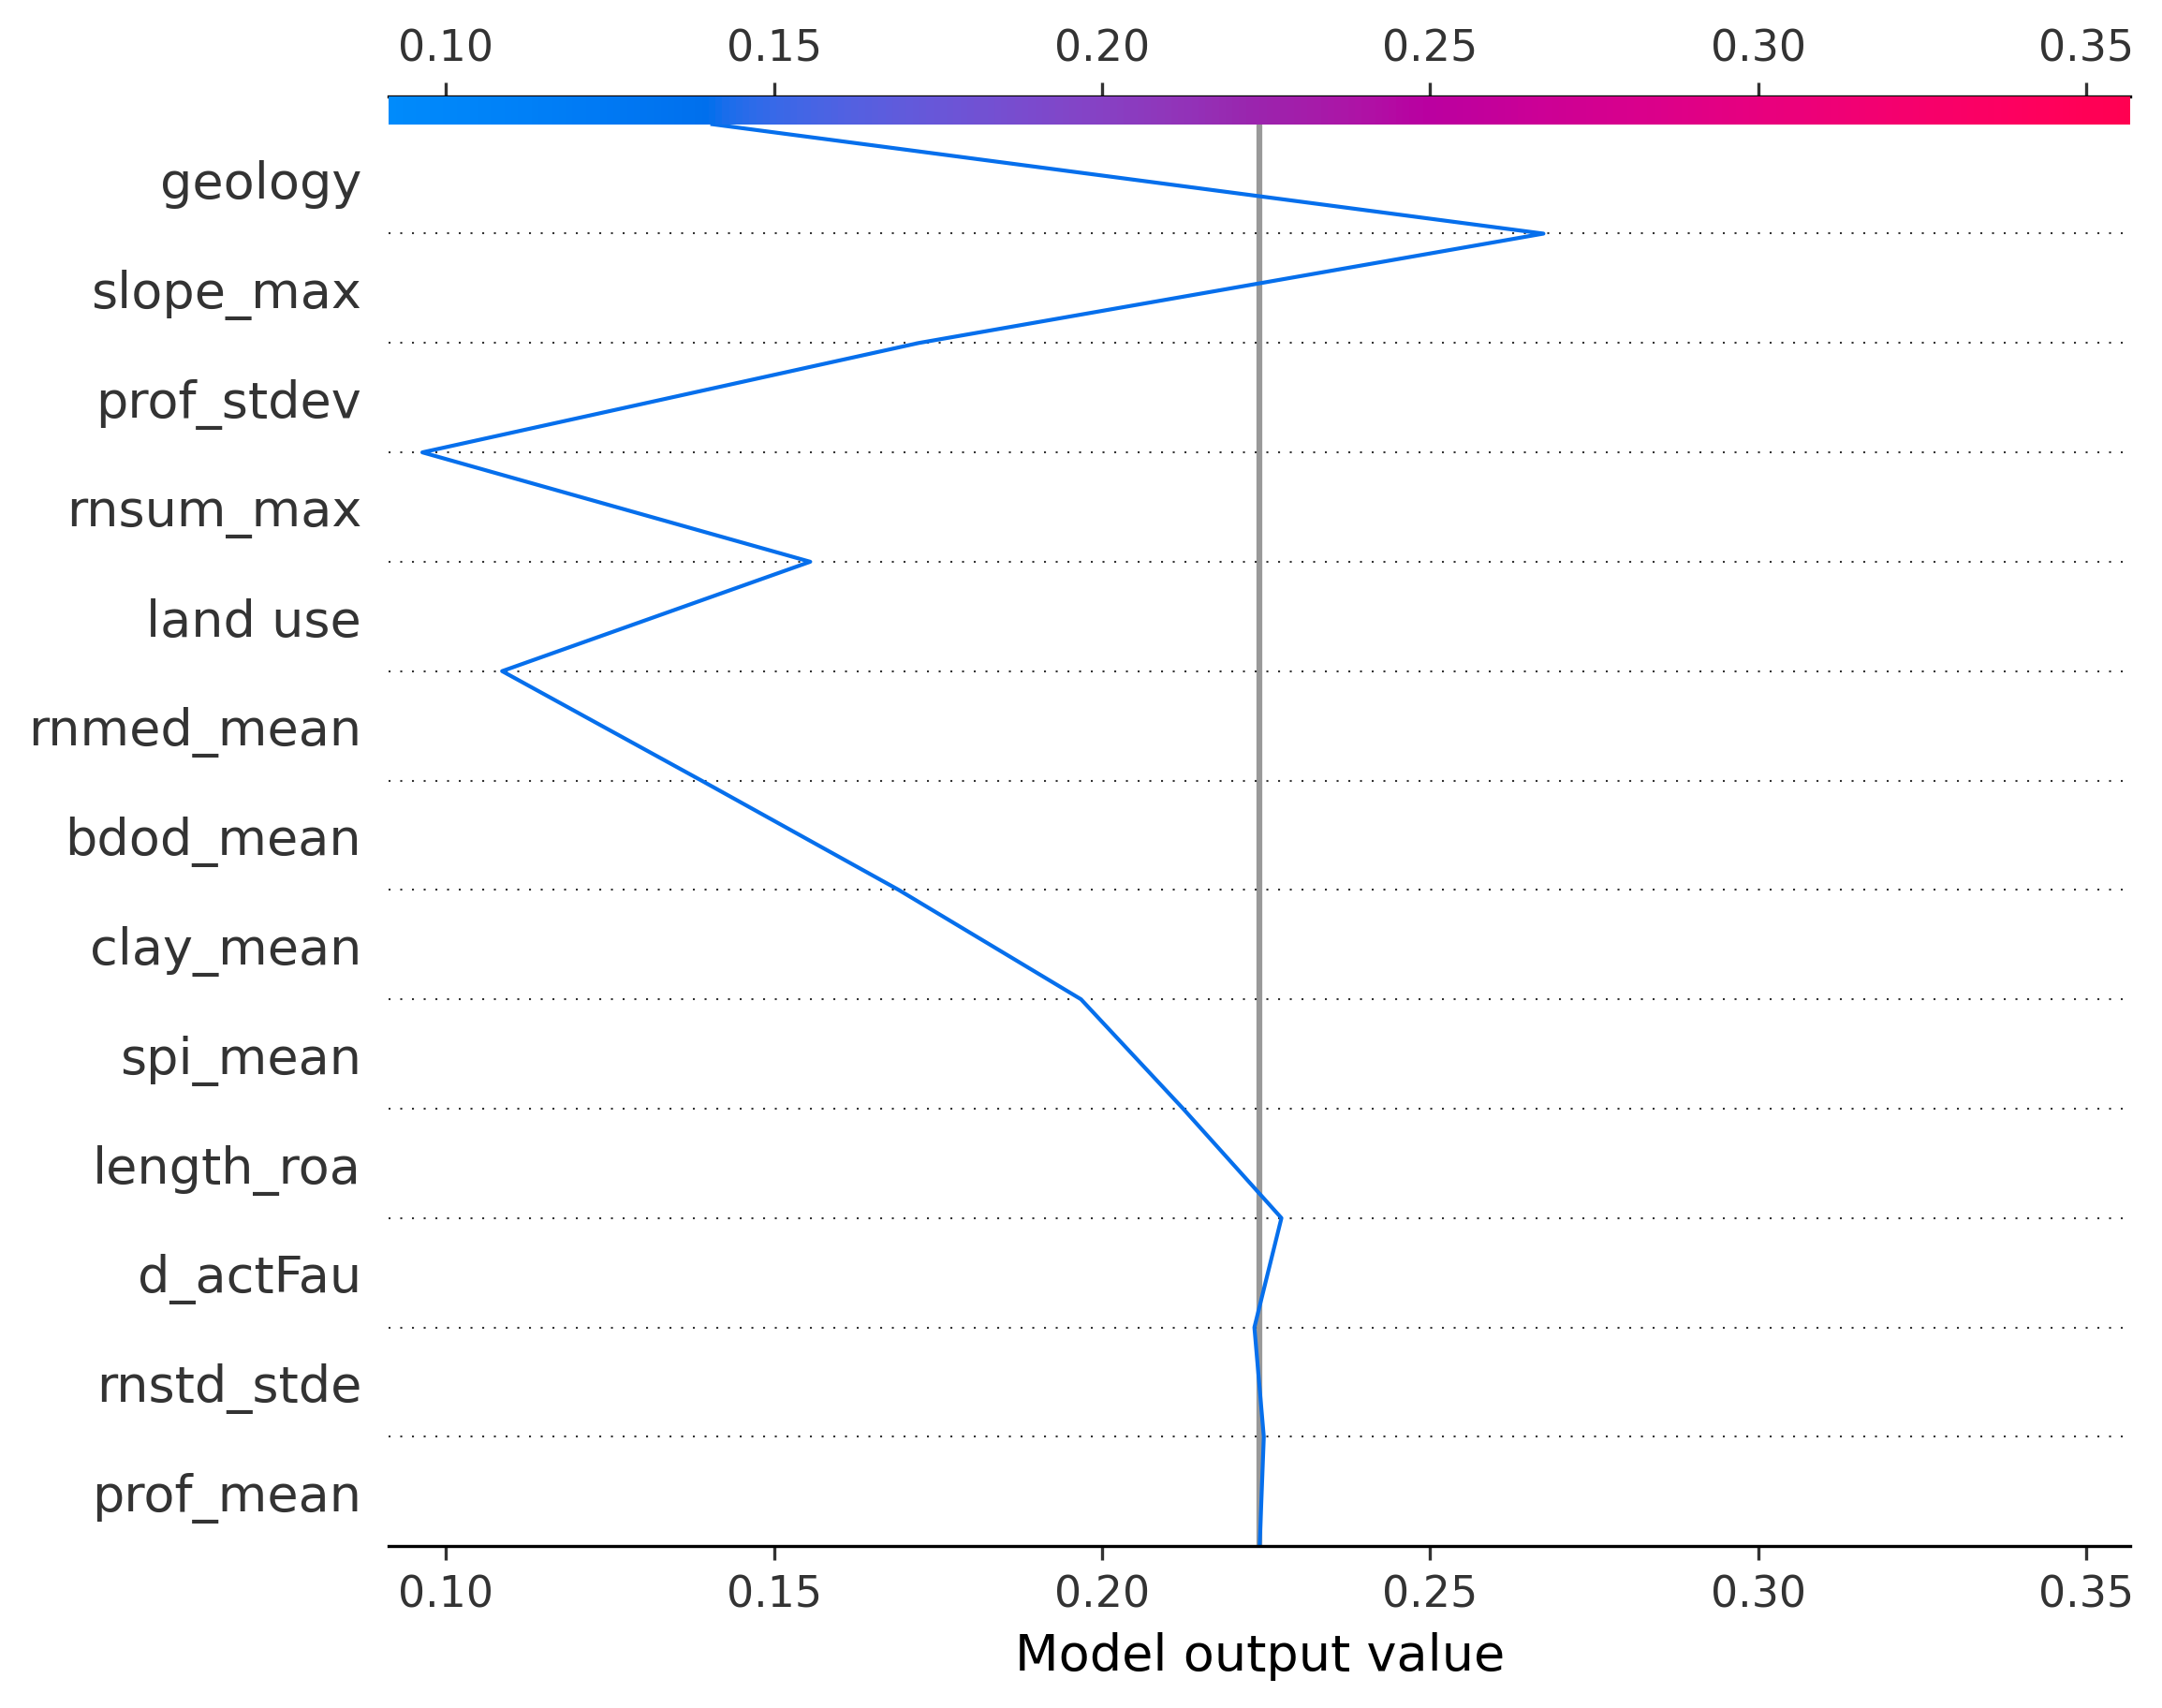 0.10 0.15 0.20 0.25 0.30 0.35
geology
slope_max
prof_stdev
rnsum_max
land use
rnmed_mean
bdod_mean
clay_mean
spi_mean
length_roa
d_actFau
rnstd_stde
prof_mean
0.10 0.15 0.20 0.25 0.30 0.35
Model output value